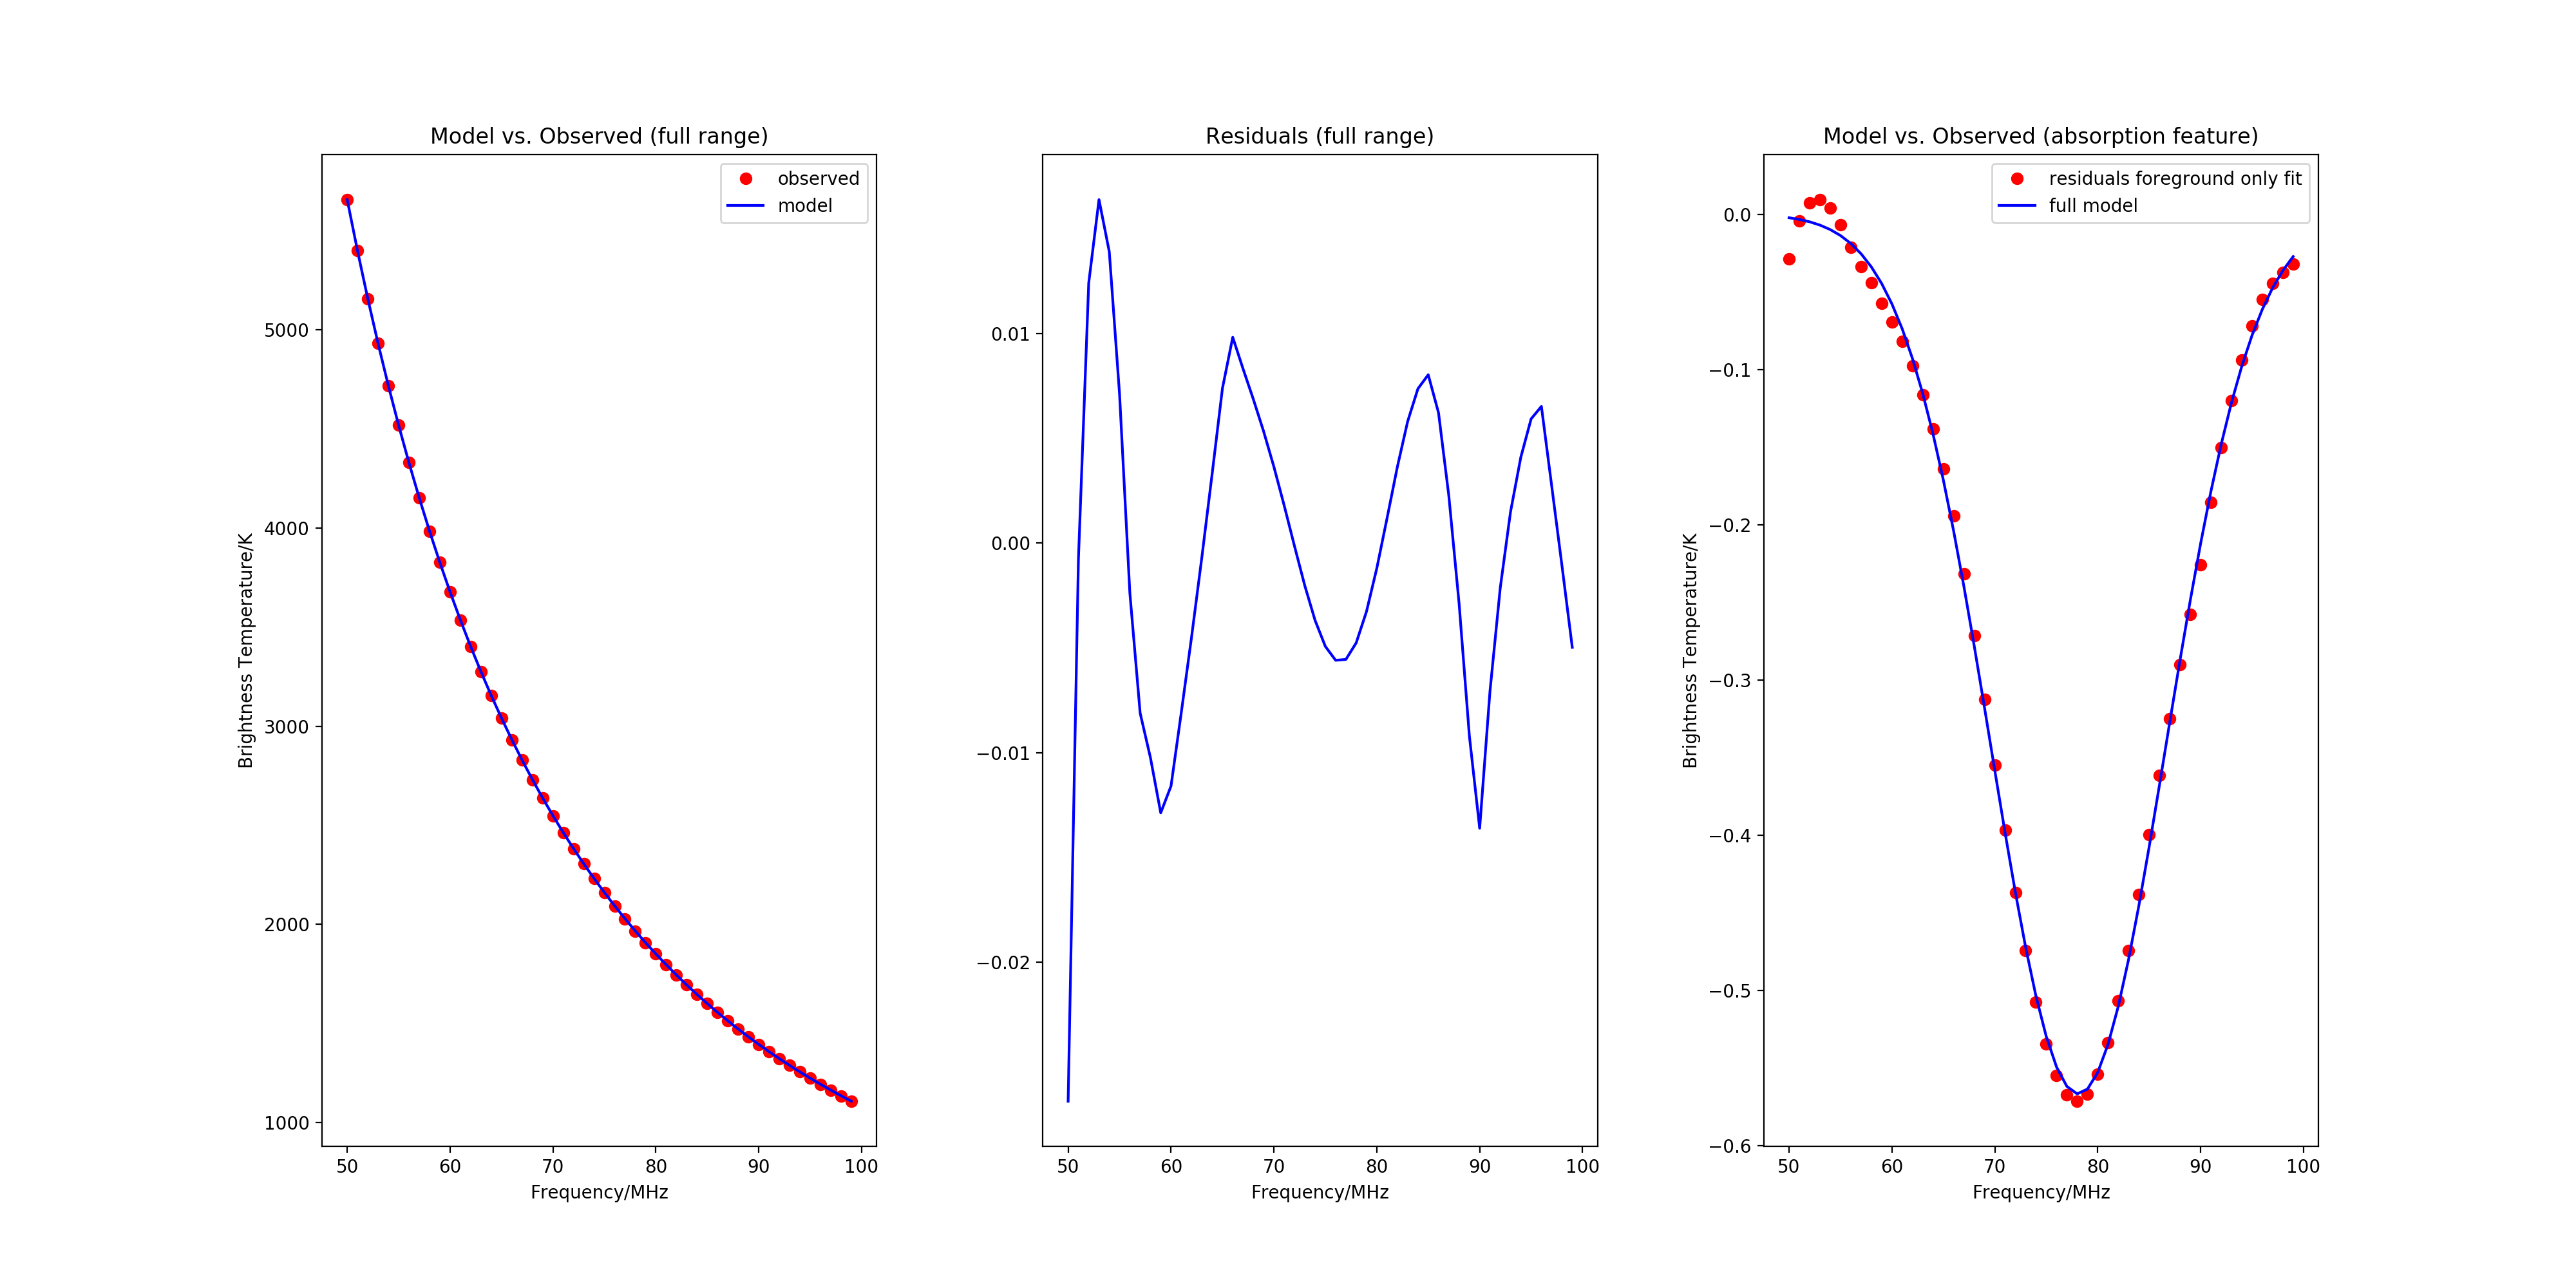 Model vs. Observed (full range)
observed
model
5000
4000
3000
2000
1000
Brightness Temperature/K
50 60 70 80 90 100
Frequency/MHz
Residuals (full range)
0.01
0.00
−0.01
−0.02
50 60 70 80 90 100
Frequency/MHz
Model vs. Observed (absorption feature)
residuals foreground only fit
full model
0.0
−0.1
−0.2
−0.3
−0.4
−0.5
−0.6
Brightness Temperature/K
50 60 70 80 90 100
Frequency/MHz